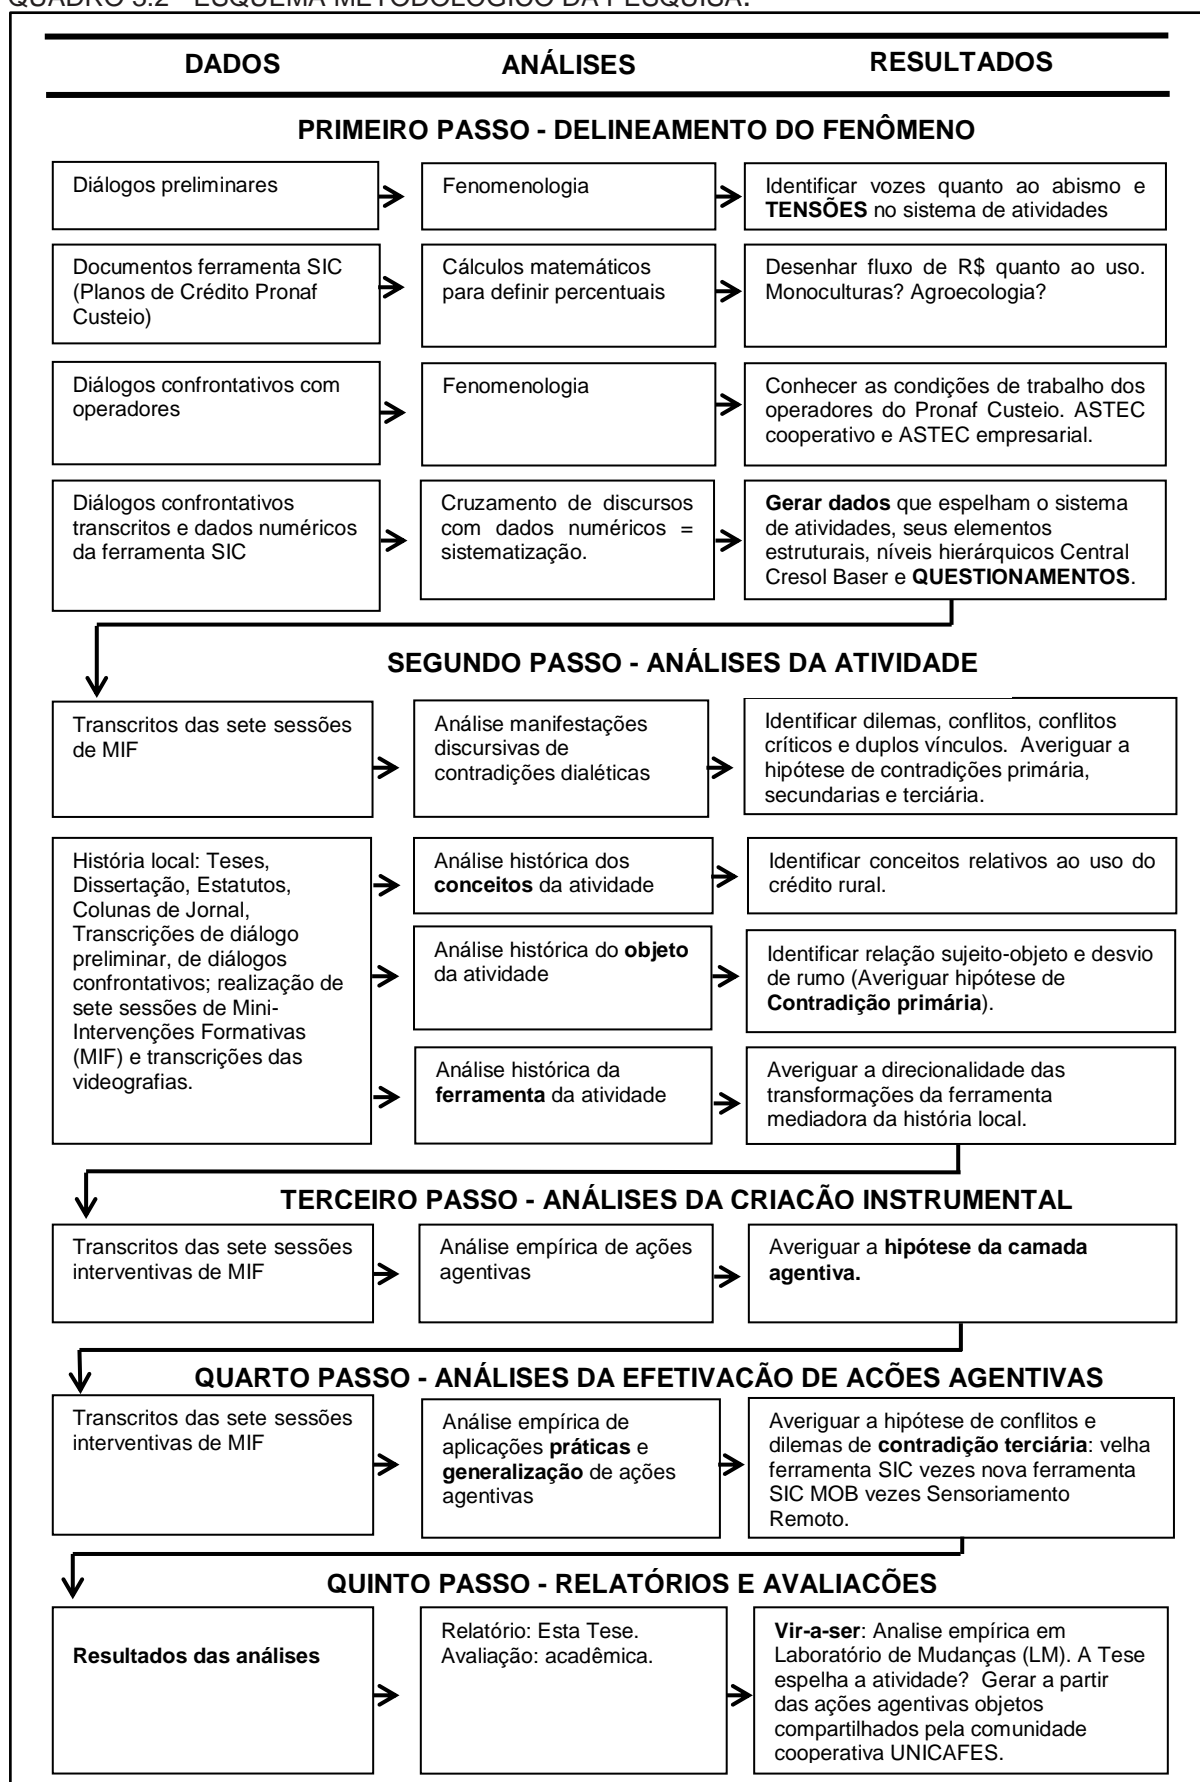 QUADRO 3.2 - ESQUEMA METODOLÓGICO DA PESQUISA.
DADOS
ANÁLISES
RESULTADOS
PRIMEIRO PASSO - DELINEAMENTO DO FENÔMENO
Diálogos preliminares
Fenomenologia
Identificar vozes quanto ao abismo e
TENSÕES no sistema de atividades
Documentos ferramenta SIC
(Planos de Crédito Pronaf
Custeio)
Cálculos matemáticos
para definir percentuais
Desenhar fluxo de R$ quanto ao uso.
Monoculturas? Agroecologia?
Diálogos confrontativos com
operadores
Fenomenologia
Conhecer as condições de trabalho dos
operadores do Pronaf Custeio. ASTEC
cooperativo e ASTEC empresarial.
Diálogos confrontativos
transcritos e dados numéricos
da ferramenta SIC
Cruzamento de discursos
com dados numéricos =
sistematização.
Gerar dados que espelham o sistema
de atividades, seus elementos
estruturais, níveis hierárquicos Central
Cresol Baser e QUESTIONAMENTOS.
SEGUNDO PASSO - ANÁLISES DA ATIVIDADE
Transcritos das sete sessões
de MIF
Análise manifestações
discursivas de
contradições dialéticas
Identificar dilemas, conflitos, conflitos
críticos e duplos vínculos. Averiguar a
hipótese de contradições primária,
secundarias e terciária.
História local: Teses,
Dissertação, Estatutos,
Colunas de Jornal,
Transcrições de diálogo
preliminar, de diálogos
confrontativos; realização de
sete sessões de Mini-
Intervenções Formativas
(MIF) e transcrições das
videografias.
Análise histórica dos
conceitos da atividade
Identificar conceitos relativos ao uso do
crédito rural.
Análise histórica do objeto
da atividade
Identificar relação sujeito-objeto e desvio
de rumo (Averiguar hipótese de
Contradição primária).
Análise histórica da
ferramenta da atividade
Averiguar a direcionalidade das
transformações da ferramenta
mediadora da história local.
TERCEIRO PASSO - ANÁLISES DA CRIAÇÃO INSTRUMENTAL
Transcritos das sete sessões
interventivas de MIF
Análise empírica de ações
agentivas
Averiguar a hipótese da camada
agentiva.
QUARTO PASSO - ANÁLISES DA EFETIVAÇÃO DE AÇÕES AGENTIVAS
Transcritos das sete sessões
interventivas de MIF
Análise empírica de
aplicações práticas e
generalização de ações
agentivas
Averiguar a hipótese de conflitos e
dilemas de contradição terciária: velha
ferramenta SIC vezes nova ferramenta
SIC MOB vezes Sensoriamento
Remoto.
QUINTO PASSO - RELATÓRIOS E AVALIAÇÕES
Resultados das análises
Relatório: Esta Tese.
Avaliação: acadêmica.
Vir-a-ser: Analise empírica em
Laboratório de Mudanças (LM). A Tese
espelha a atividade? Gerar a partir
das ações agentivas objetos
compartilhados pela comunidade
cooperativa UNICAFES.